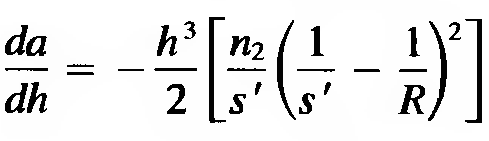 da/dh = - h³/2 [ n₂/s′ ( 1/s′ - 1/R )² ]